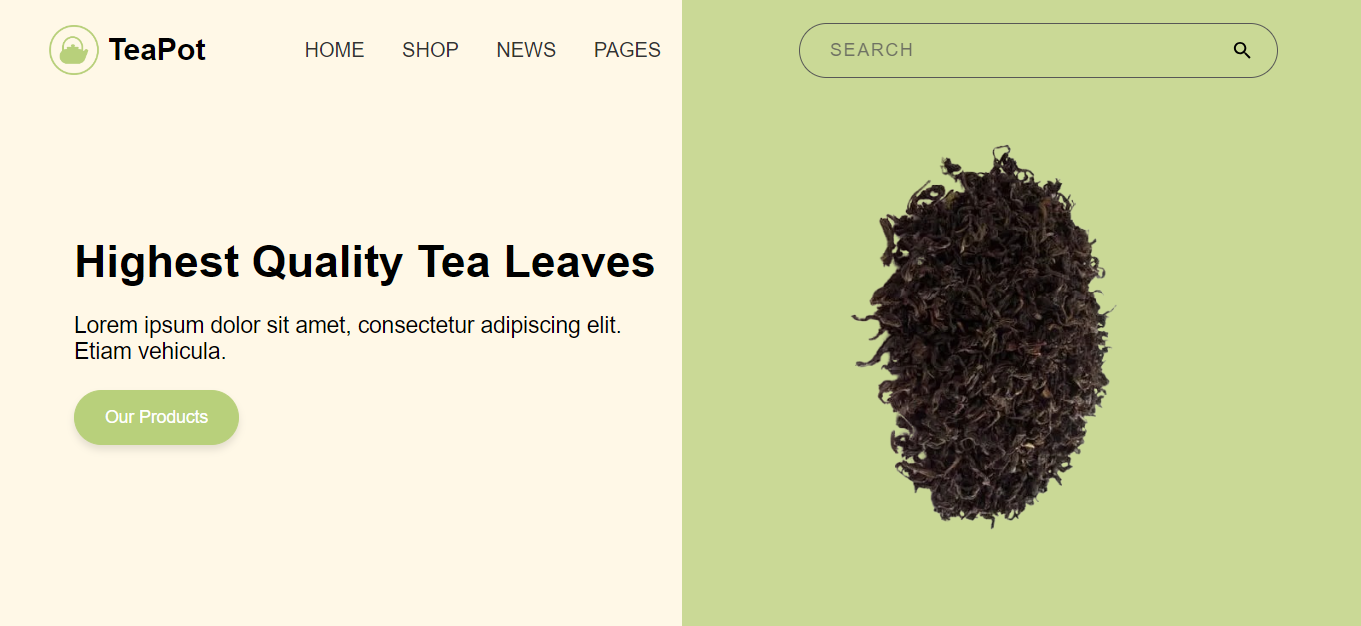 TeaPot
HOME
SHOP
NEWS
PAGES
SEARCH
Highest Quality Tea Leaves
Lorem ipsum dolor sit amet, consectetur adipiscing elit.
Etiam vehicula.
Our Products